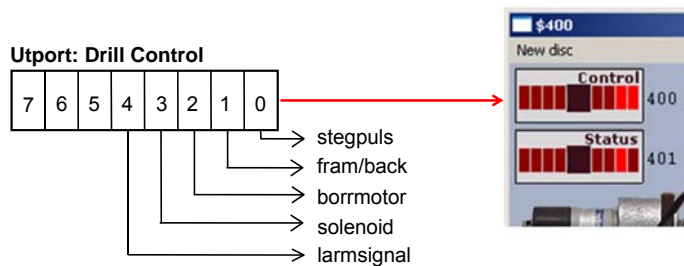 Utport: Drill Control
7 6 5 4 3 2 1 0
stegpuls
fram/back
borrmotor
solenoid
larmsignal
$400
New disc
Control
400
Status
401